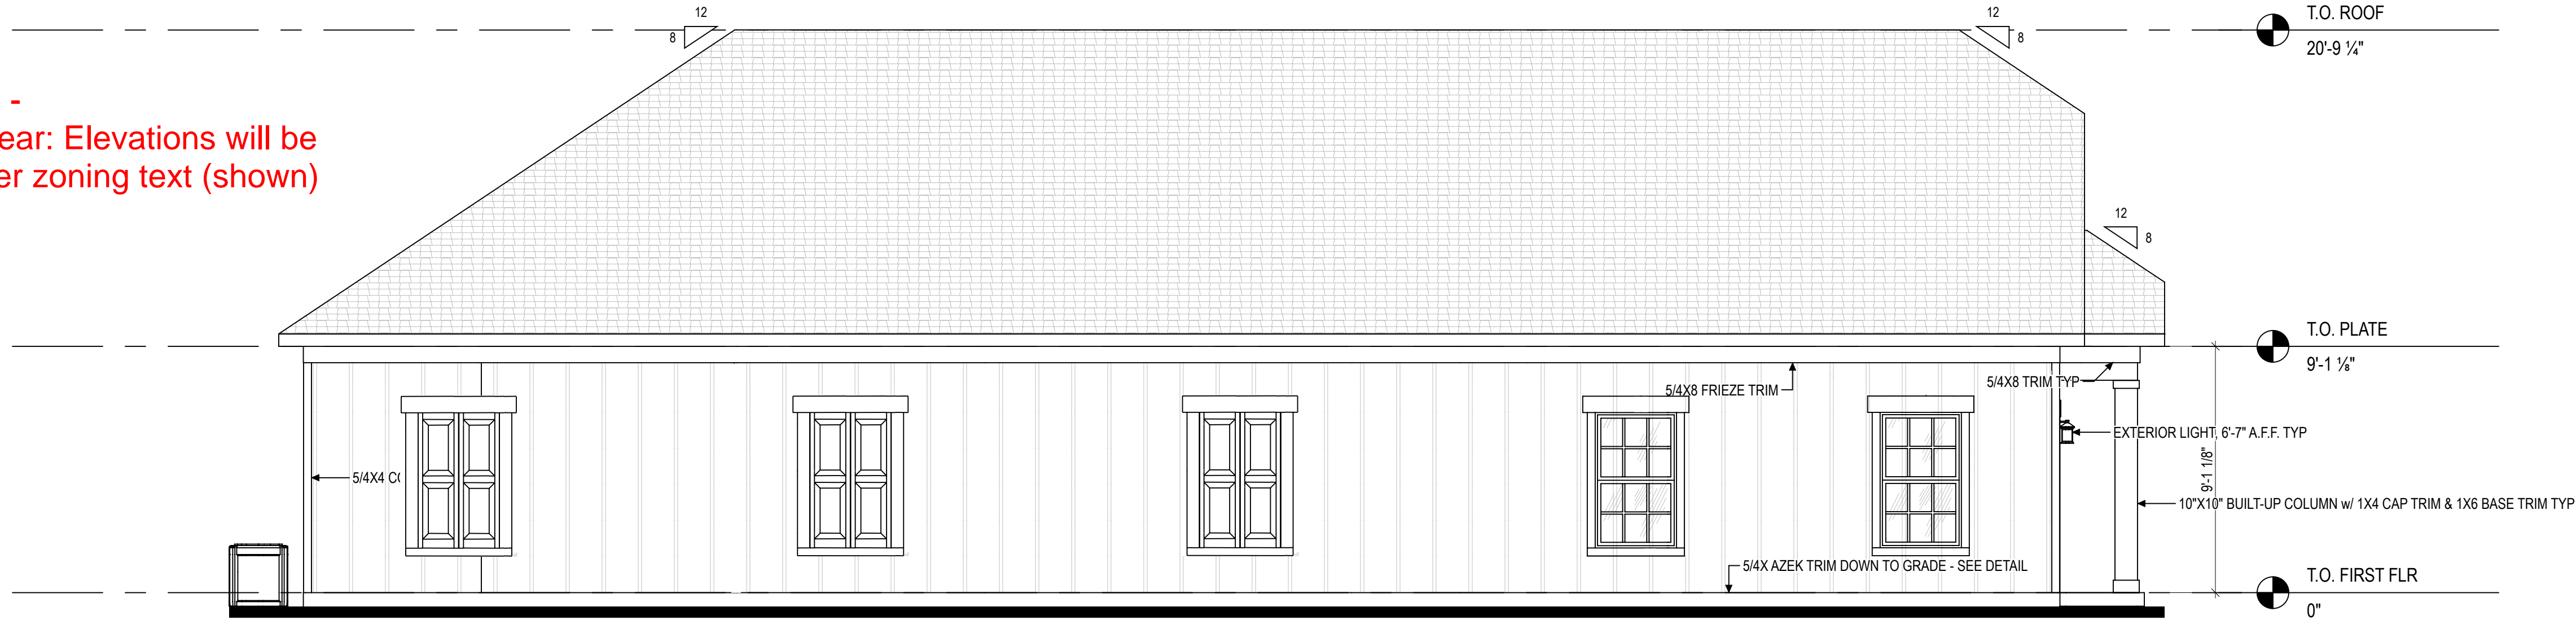 12
8
12
8
T.O. ROOF
20'-9 ¼"
-
ear: Elevations will be
er zoning text (shown)
12
8
T.O. PLATE
9'-1 ⅛"
5/4X8 FRIEZE TRIM
5/4X8 TRIM TYP
EXTERIOR LIGHT, 6'-7" A.F.F. TYP
9'-1 1/8"
5/4X4 CO
10"X10" BUILT-UP COLUMN w/ 1X4 CAP TRIM & 1X6 BASE TRIM TYP
5/4X AZEK TRIM DOWN TO GRADE - SEE DETAIL
T.O. FIRST FLR
0"